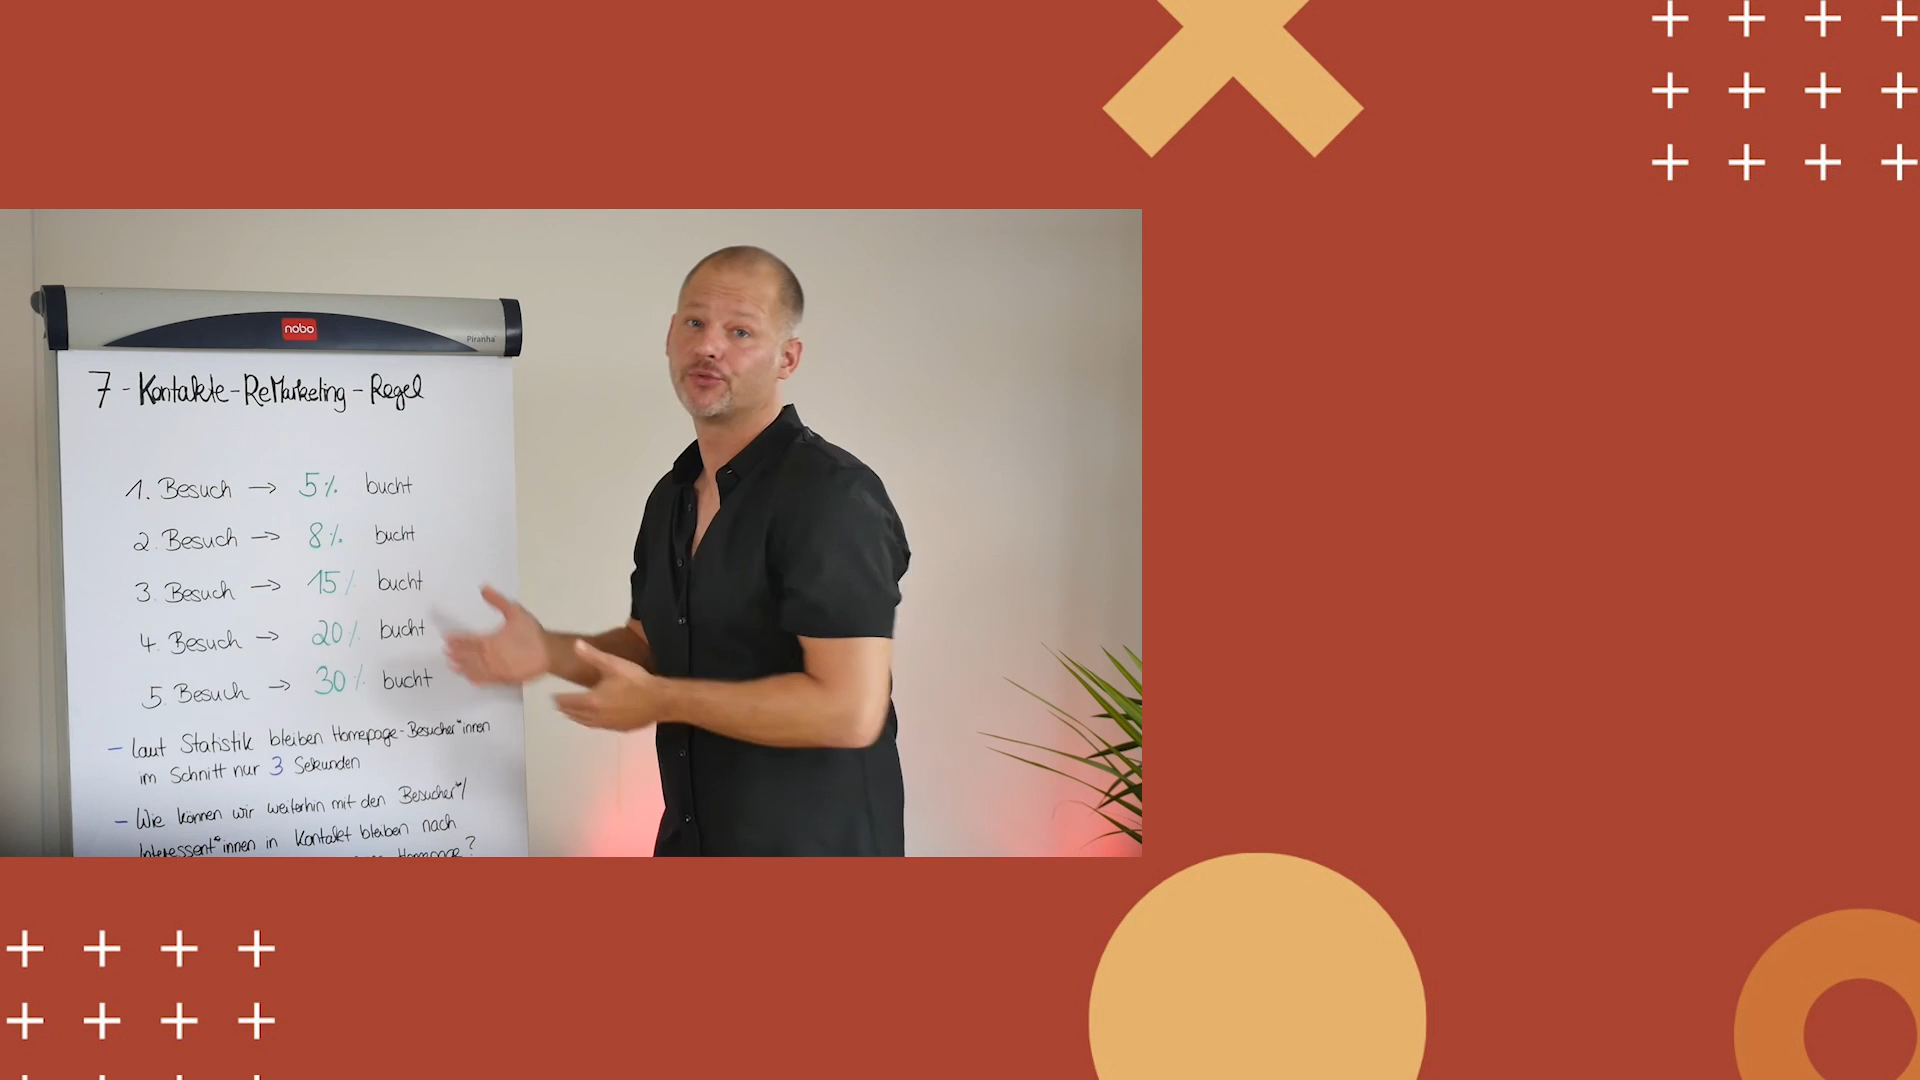 nobo
Piranha
7 - Kontakte - ReMarketing - Regel
1. Besuch → 5% bucht
2. Besuch → 8% bucht
3. Besuch → 15% bucht
4. Besuch → 20% bucht
5. Besuch → 30% bucht
- laut Statistik bleiben Homepage-Besucher*innen
im Schnitt nur 3 Sekunden
- Wie können wir weiterhin mit den Besucher*/
Interessent*innen in Kontakt bleiben nach
Homepage?